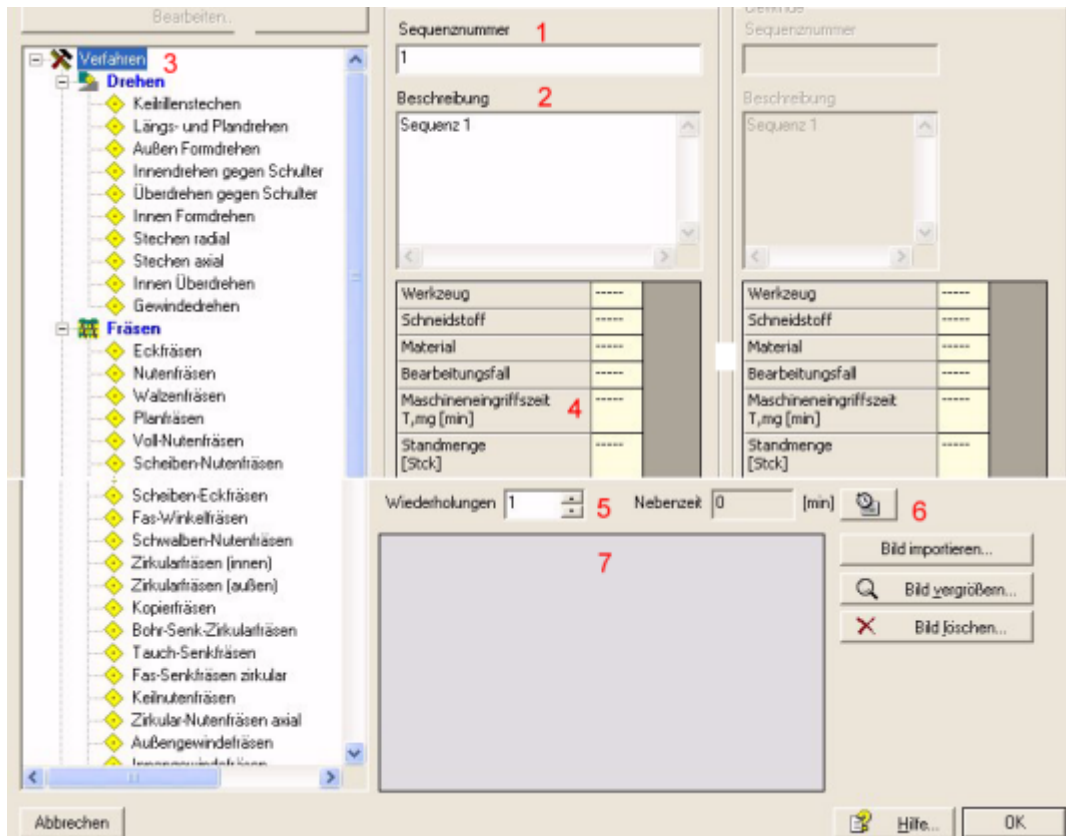 Bearbeiten..
Verfahren 3
Drehen
Keilrillenstechen
Längs- und Plandrehen
Außen Formdrehen
Innendrehen gegen Schulter
Überdrehen gegen Schulter
Innen Formdrehen
Stechen radial
Stechen axial
Innen Überdrehen
Gewindedrehen
Fräsen
Eckfräsen
Nutenfräsen
Walzenfräsen
Planfräsen
Voll-Nutenfräsen
Scheiben-Nutenfräsen
Scheiben-Eckfräsen
Fas-Winkelfräsen
Schwalben-Nutenfräsen
Zirkularfräsen (innen)
Zirkularfräsen (außen)
Kopierfräsen
Bohr-Senk-Zirkularfräsen
Tauch-Senkfräsen
Fas-Senkfräsen zirkular
Keilnutenfräsen
Zirkular-Nutenfräsen axial
Außengewindefräsen
Innengewindefräsen
Sequenznummer 1
1
Beschreibung 2
Sequenz 1
Werkzeug -----
Schneidstoff -----
Material -----
Bearbeitungsfall -----
Maschineneingriffszeit -----
T,mg [min] 4
Standmenge -----
[Stck]
Sequenznummer
Beschreibung
Sequenz 1
Werkzeug -----
Schneidstoff -----
Material -----
Bearbeitungsfall -----
Maschineneingriffszeit -----
T,mg [min]
Standmenge -----
[Stck]
Wiederholungen 1 5 Nebenzeit 0 [min] 6
7
Bild importieren...
Bild vergrößern...
Bild löschen...
Abbrechen
Hilfe...
OK